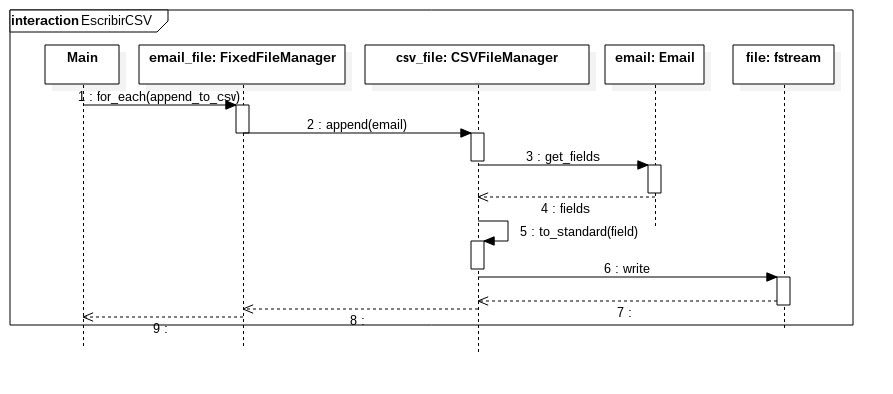 interaction EscribirCSV
Main
email_file: FixedFileManager
csv_file: CSVFileManager
email: Email
file: fstream
1 : for_each(append_to_csv)
2 : append(email)
3 : get_fields
4 : fields
5 : to_standard(field)
6 : write
7 :
8 :
9 :